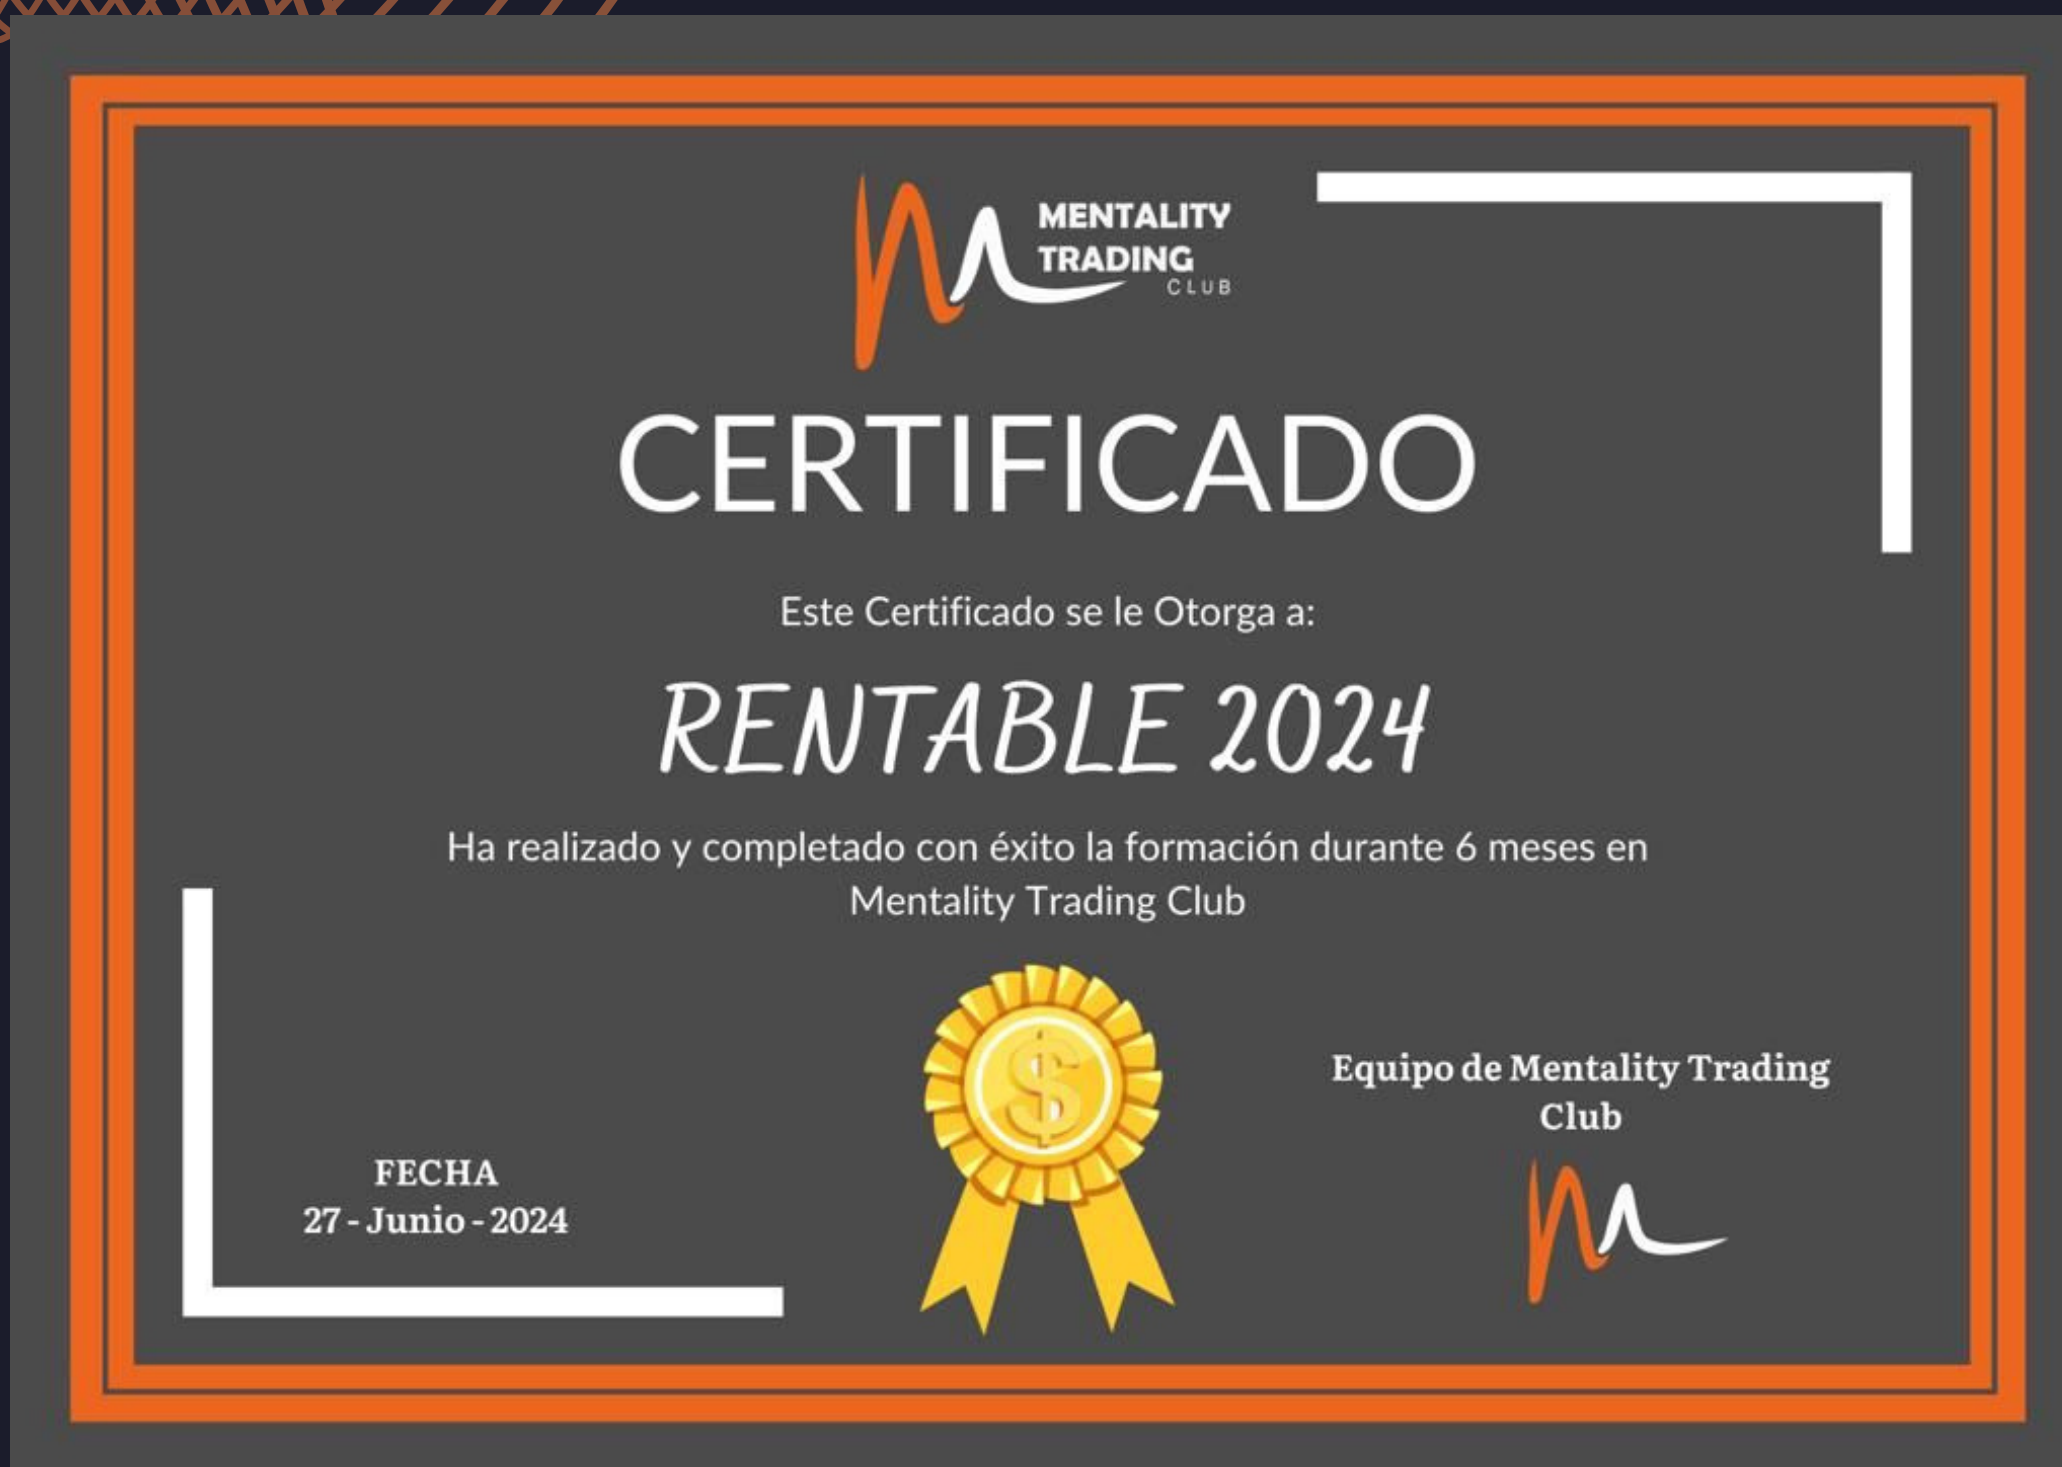 MENTALITY
TRADING
CLUB
CERTIFICADO
Este Certificado se le Otorga a:
RENTABLE 2024
Ha realizado y completado con éxito la formación durante 6 meses en
Mentality Trading Club
Equipo de Mentality Trading
Club
FECHA
27 - Junio - 2024